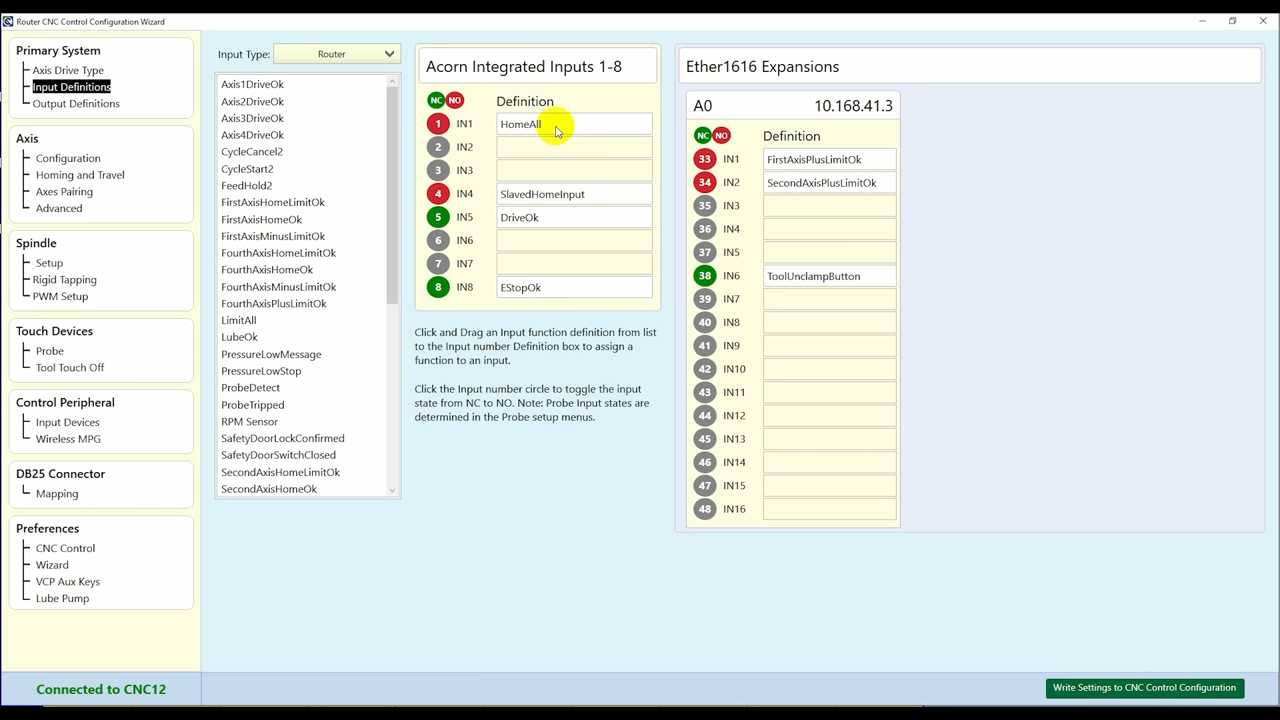 Router CNC Control Configuration Wizard
Primary System
Axis Drive Type
Input Definitions
Output Definitions
Axis
Configuration
Homing and Travel
Axes Pairing
Advanced
Spindle
Setup
Rigid Tapping
PWM Setup
Touch Devices
Probe
Tool Touch Off
Control Peripheral
Input Devices
Wireless MPG
DB25 Connector
Mapping
Preferences
CNC Control
Wizard
VCP Aux Keys
Lube Pump
Connected to CNC12
Input Type: Router
Axis1DriveOk
Axis2DriveOk
Axis3DriveOk
Axis4DriveOk
CycleCancel2
CycleStart2
FeedHold2
FirstAxisHomeLimitOk
FirstAxisHomeOk
FirstAxisMinusLimitOk
FourthAxisHomeLimitOk
FourthAxisHomeOk
FourthAxisMinusLimitOk
FourthAxisPlusLimitOk
LimitAll
LubeOk
PressureLowMessage
PressureLowStop
ProbeDetect
ProbeTripped
RPM Sensor
SafetyDoorLockConfirmed
SafetyDoorSwitchClosed
SecondAxisHomeLimitOk
SecondAxisHomeOk
Acorn Integrated Inputs 1-8
NC NO Definition
1 IN1 HomeAll
2 IN2
3 IN3
4 IN4 SlavedHomeInput
5 IN5 DriveOk
6 IN6
7 IN7
8 IN8 EStopOk
Click and Drag an Input function definition from list
to the Input number Definition box to assign a
function to an input.
Click the Input number circle to toggle the input
state from NC to NO. Note: Probe Input states are
determined in the Probe setup menus.
Ether1616 Expansions
A0 10.168.41.3
NC NO Definition
33 IN1 FirstAxisPlusLimitOk
34 IN2 SecondAxisPlusLimitOk
35 IN3
36 IN4
37 IN5
38 IN6 ToolUnclampButton
39 IN7
40 IN8
41 IN9
42 IN10
43 IN11
44 IN12
45 IN13
46 IN14
47 IN15
48 IN16
Write Settings to CNC Control Configuration